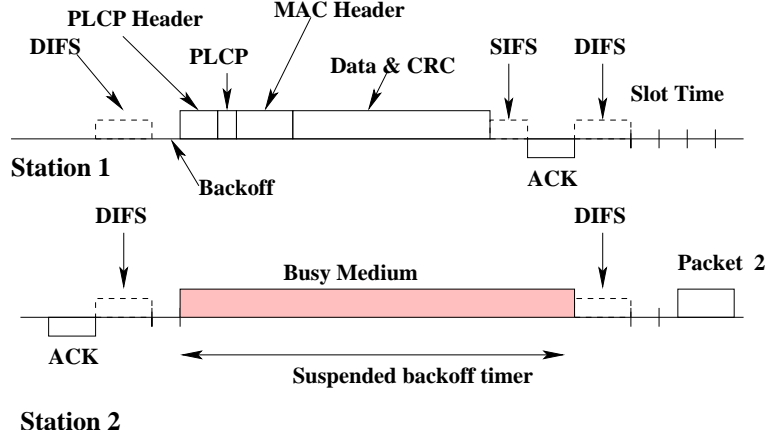 MAC Header
PLCP Header
DIFS
PLCP
Data & CRC
SIFS
DIFS
Slot Time
Station 1
Backoff
ACK
DIFS
DIFS
Busy Medium
Packet 2
ACK
Suspended backoff timer
Station 2